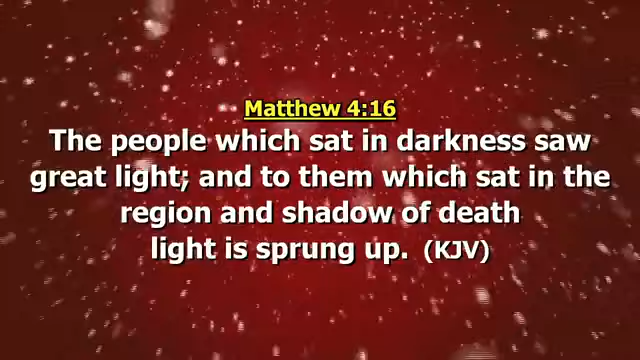 Matthew 4:16
The people which sat in darkness saw
great light; and to them which sat in the
region and shadow of death
light is sprung up. (KJV)